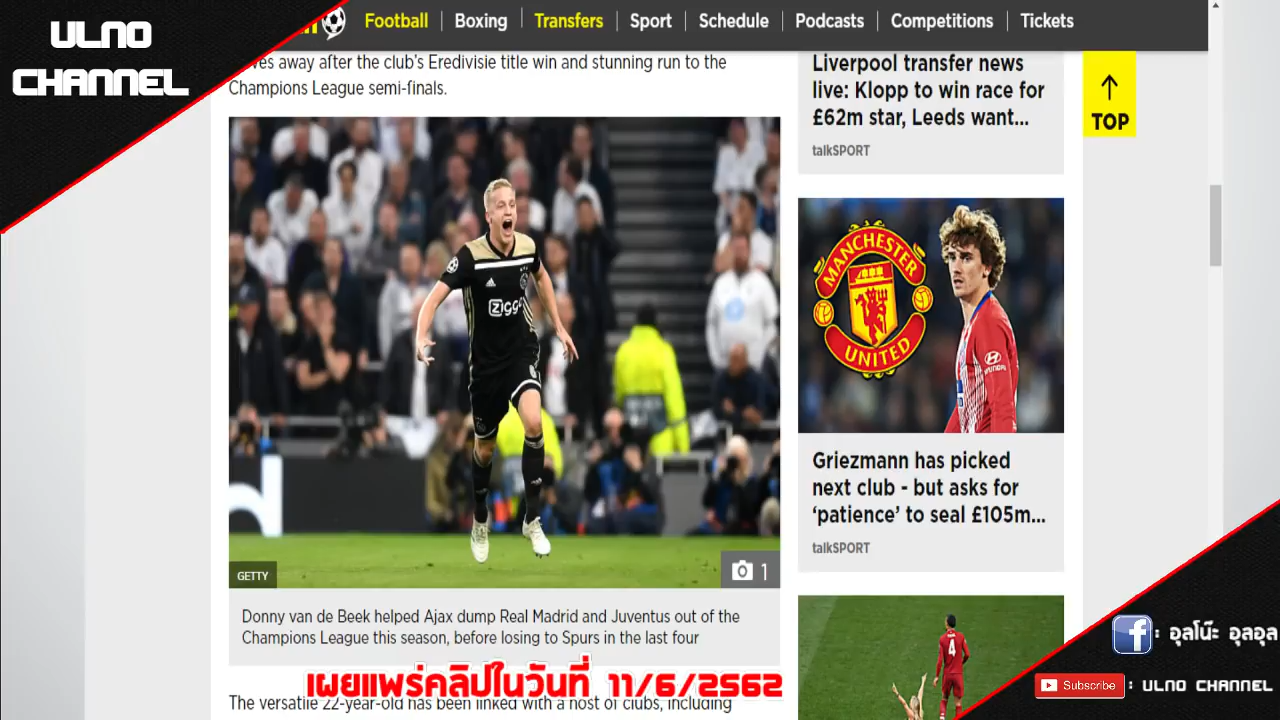 ULNO
CHANNEL
Football
Boxing
Transfers
Sport
Schedule
Podcasts
Competitions
Tickets
away after the club's Eredivisie title win and stunning run to the
Champions League semi-finals.
Ziggo
GETTY
1
Donny van de Beek helped Ajax dump Real Madrid and Juventus out of the
Champions League this season, before losing to Spurs in the last four
The versatile 22-year-old has been linked with a host of clubs, including
เผยแพร่คลิปในวันที่ 11/6/2562
Liverpool transfer news
live: Klopp to win race for
£62m star, Leeds want...
talkSPORT
MANCHESTER
UNITED
HYUNDAI
Griezmann has picked
next club - but asks for
‘patience’ to seal £105m...
talkSPORT
4
↑
TOP
f : อุลโน๊ะ อุลอุล
Subscribe : ULNO CHANNEL